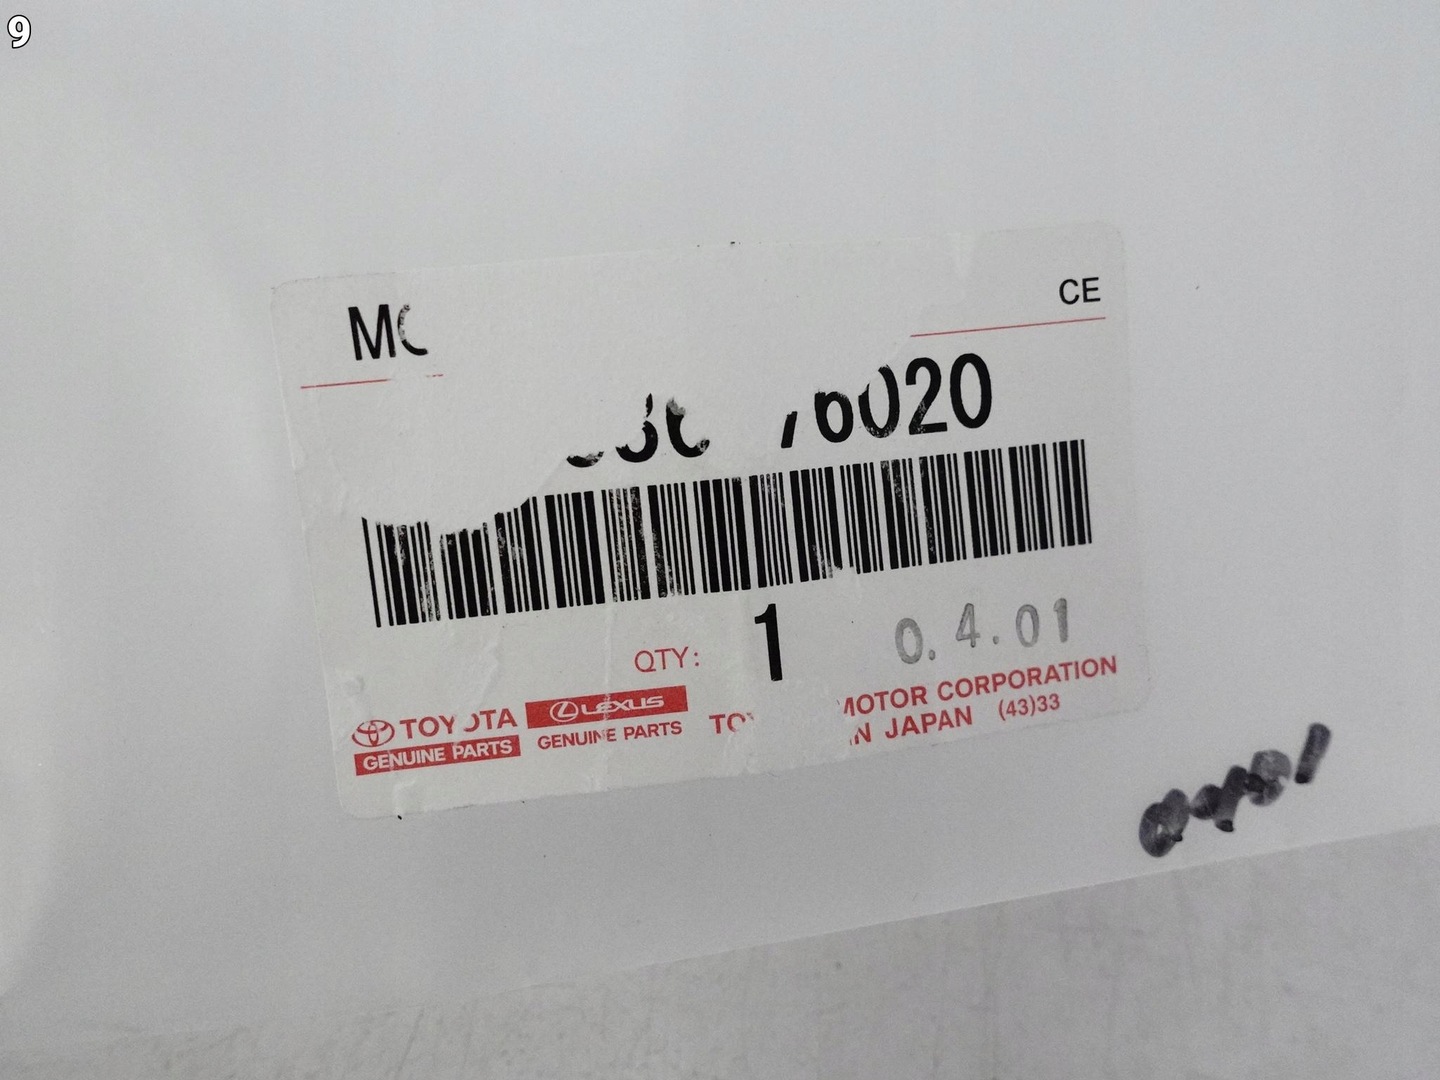 9
CE
76020
QTY: 1
0.4.01
TOYOTA
GENUINE PARTS
LEXUS
GENUINE PARTS
MOTOR CORPORATION
IN JAPAN (43)33